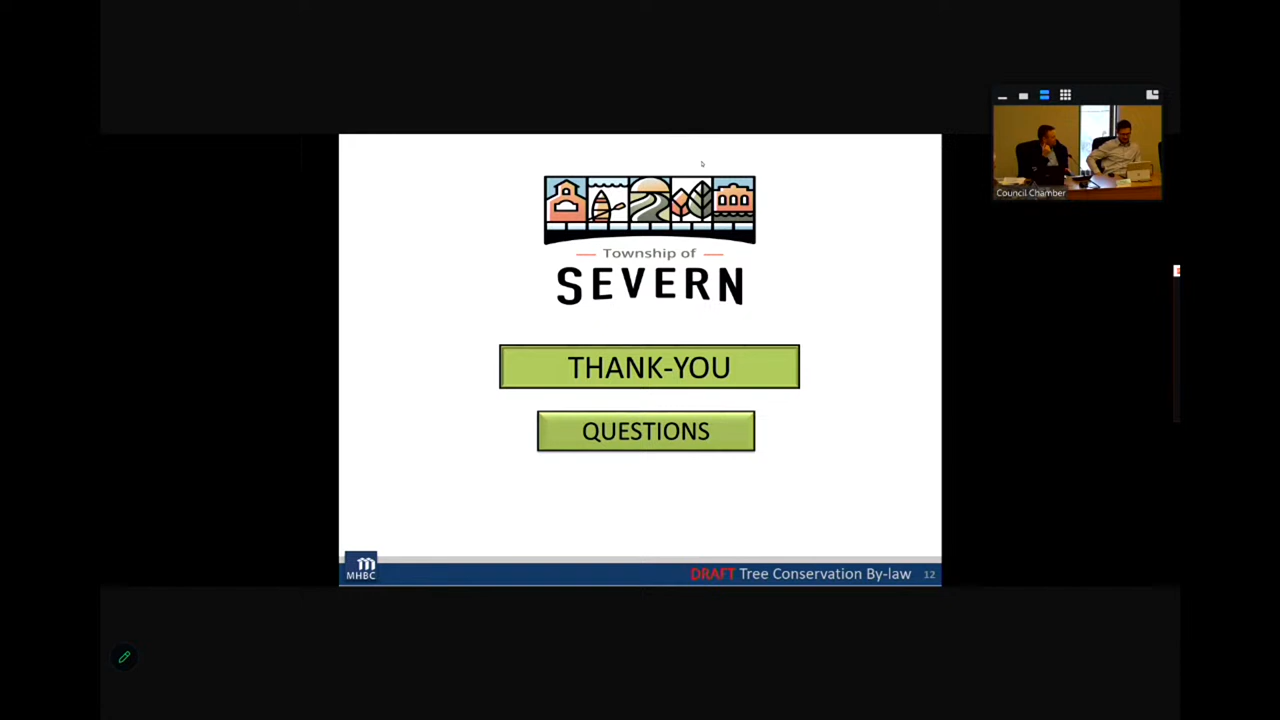 Council Chamber
Township of
SEVERN
THANK-YOU
QUESTIONS
MHBC
DRAFT Tree Conservation By-law 12